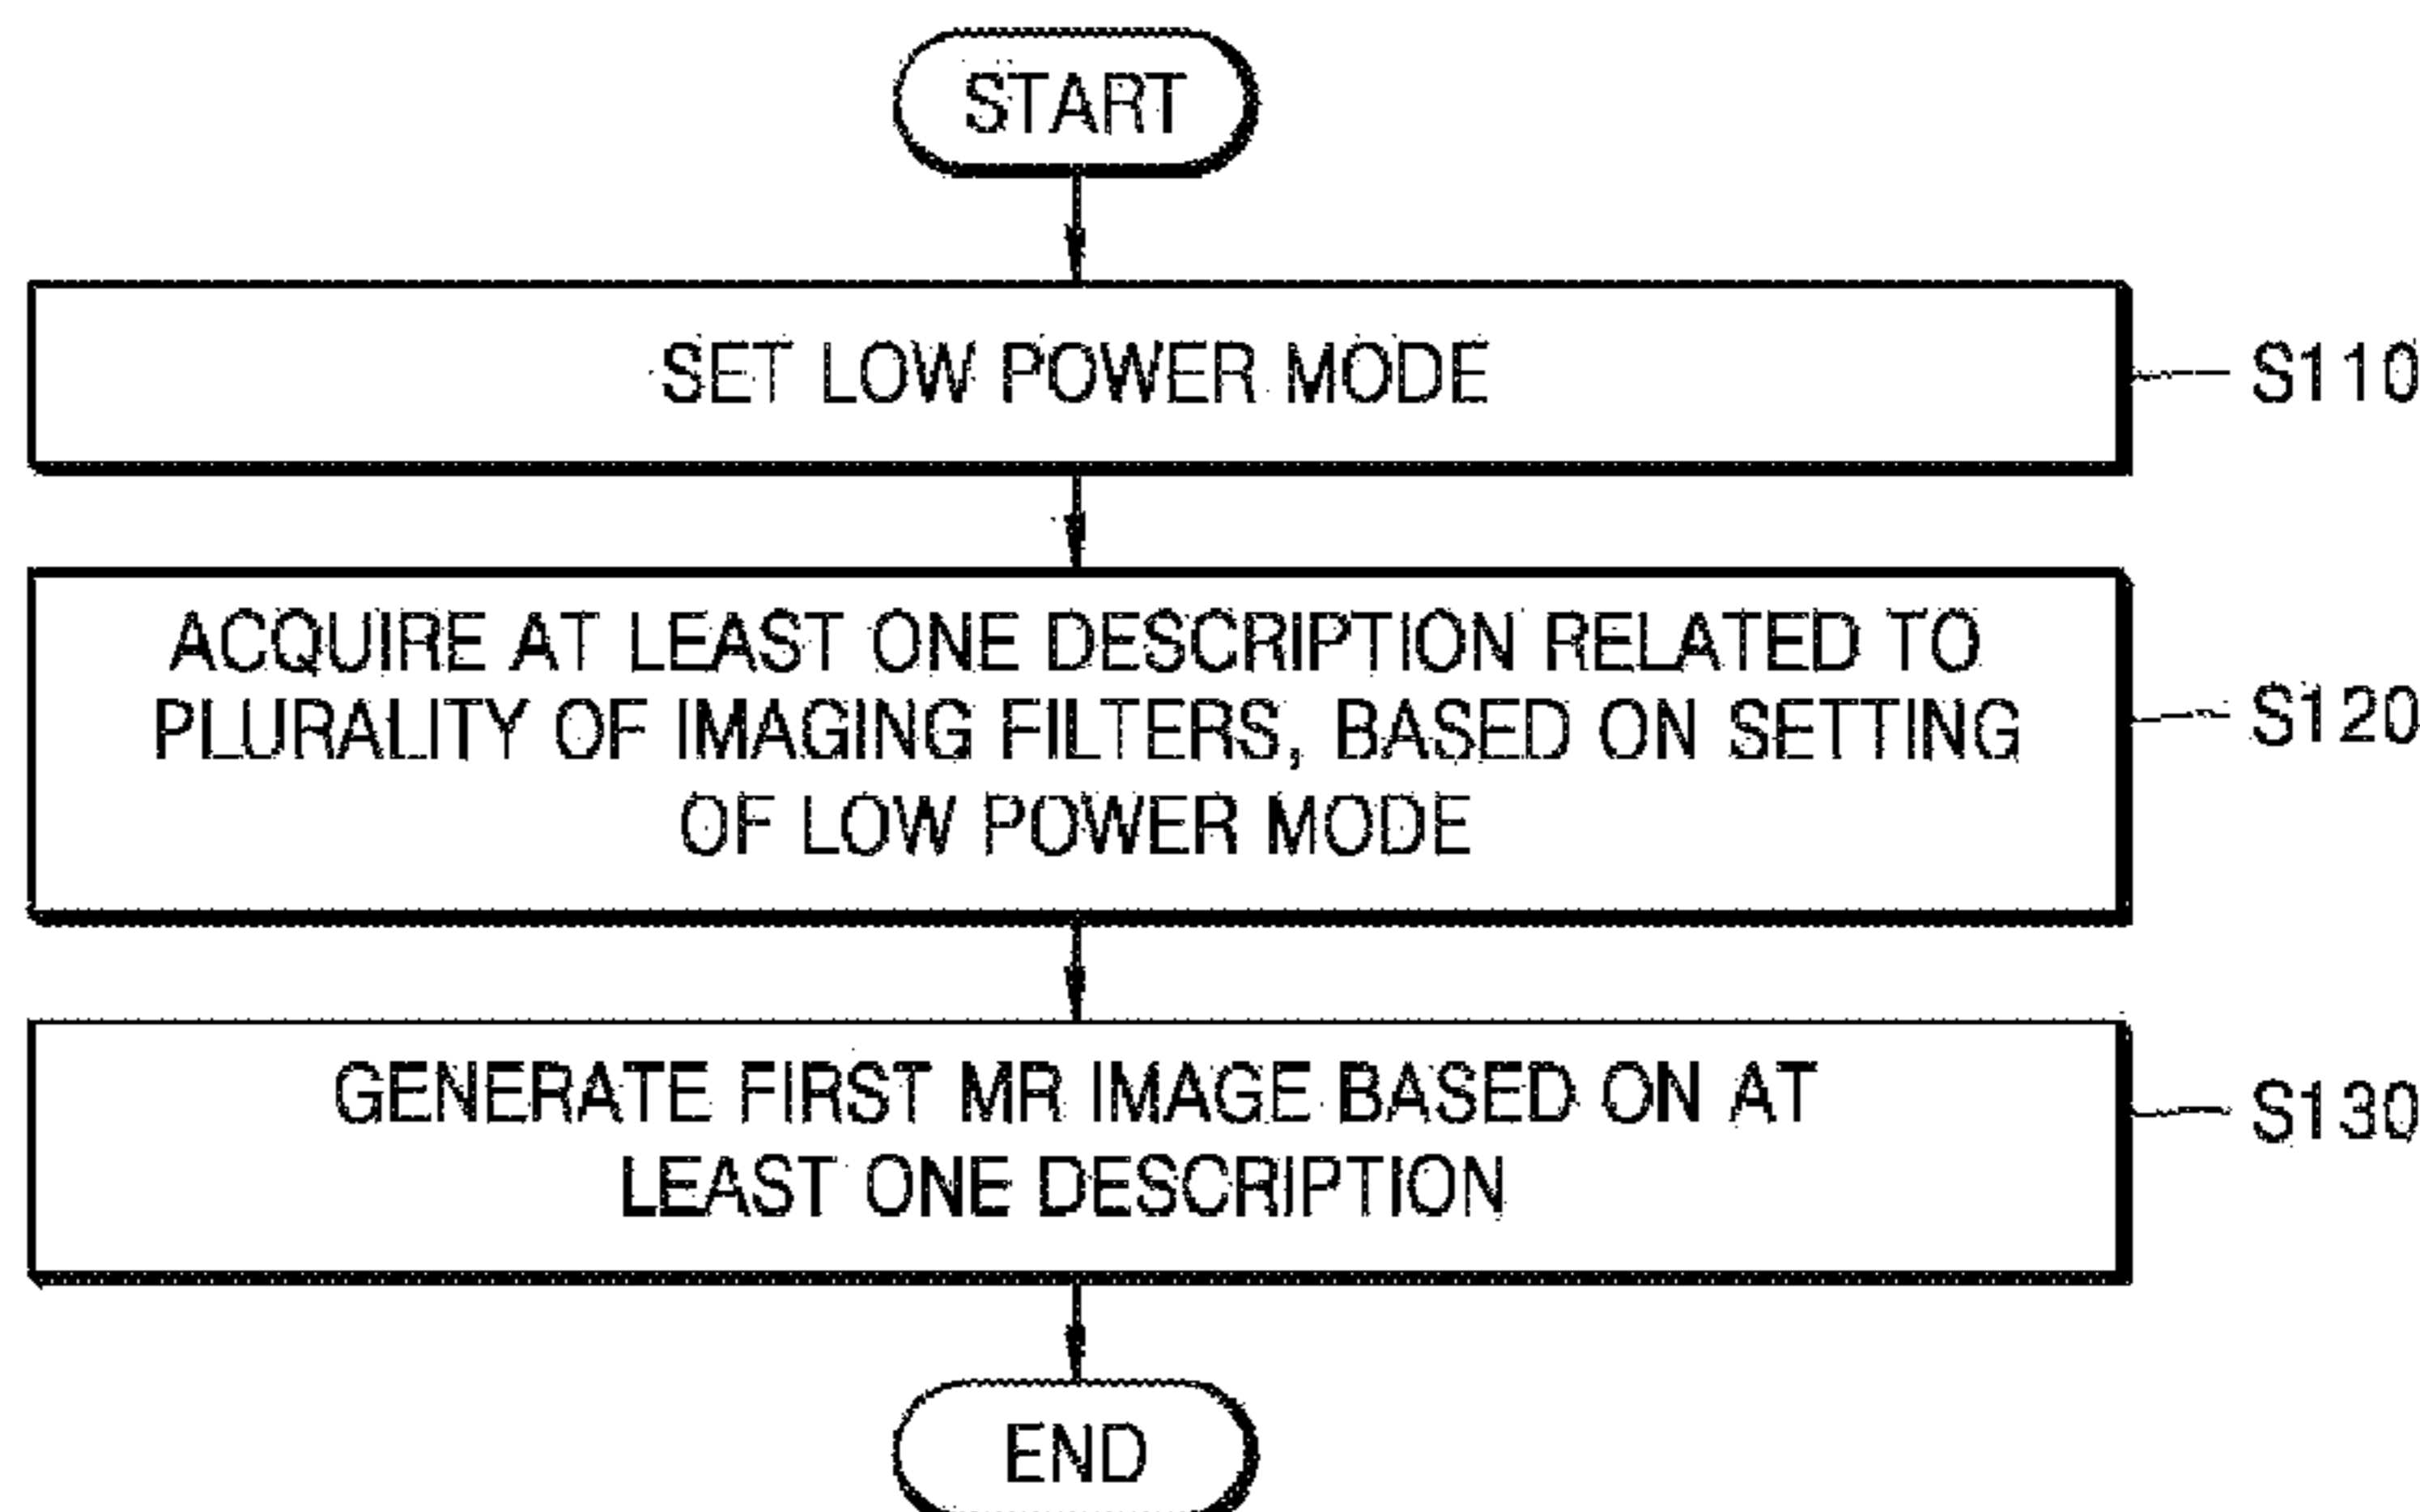 START
SET LOW POWER MODE
S110
ACQUIRE AT LEAST ONE DESCRIPTION RELATED TO
PLURALITY OF IMAGING FILTERS, BASED ON SETTING
OF LOW POWER MODE
S120
GENERATE FIRST MR IMAGE BASED ON AT
LEAST ONE DESCRIPTION
S130
END